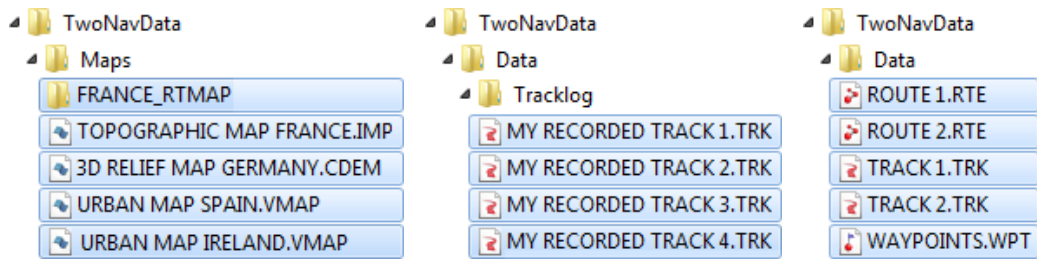 TwoNavData
Maps
FRANCE_RTMAP
TOPOGRAPHIC MAP FRANCE.IMP
3D RELIEF MAP GERMANY.CDEM
URBAN MAP SPAIN.VMAP
URBAN MAP IRELAND.VMAP
TwoNavData
Data
Tracklog
MY RECORDED TRACK 1.TRK
MY RECORDED TRACK 2.TRK
MY RECORDED TRACK 3.TRK
MY RECORDED TRACK 4.TRK
TwoNavData
Data
ROUTE 1.RTE
ROUTE 2.RTE
TRACK 1.TRK
TRACK 2.TRK
WAYPOINTS.WPT